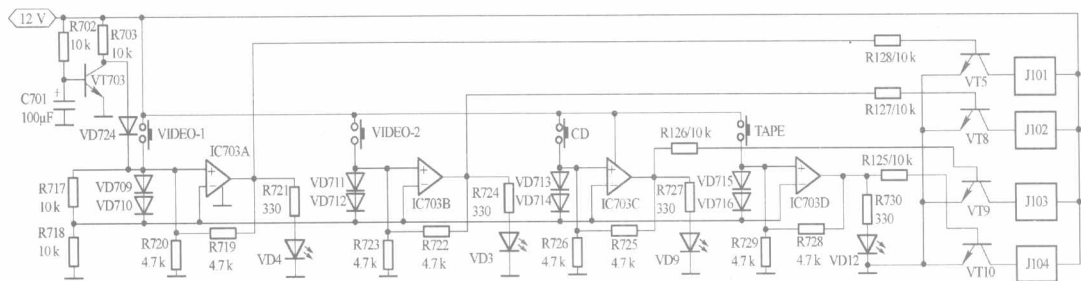 12 V
R702
10 k
R703
10 k
VT703
C701
100μF
VD724
VIDEO-1
IC703A
R717
10 k
VD709
VD710
R721
330
R718
10 k
R720
4.7 k
R719
4.7 k
VD4
VIDEO-2
VD711
VD712
IC703B
R724
330
R723
4.7 k
R722
4.7 k
VD3
CD
VD713
VD714
IC703C
R126/10 k
R727
330
R726
4.7 k
R725
4.7 k
VD9
TAPE
VD715
VD716
IC703D
R125/10 k
R730
330
R729
4.7 k
R728
4.7 k
VD12
R128/10 k
VT5
J101
R127/10 k
VT8
J102
VT9
J103
VT10
J104